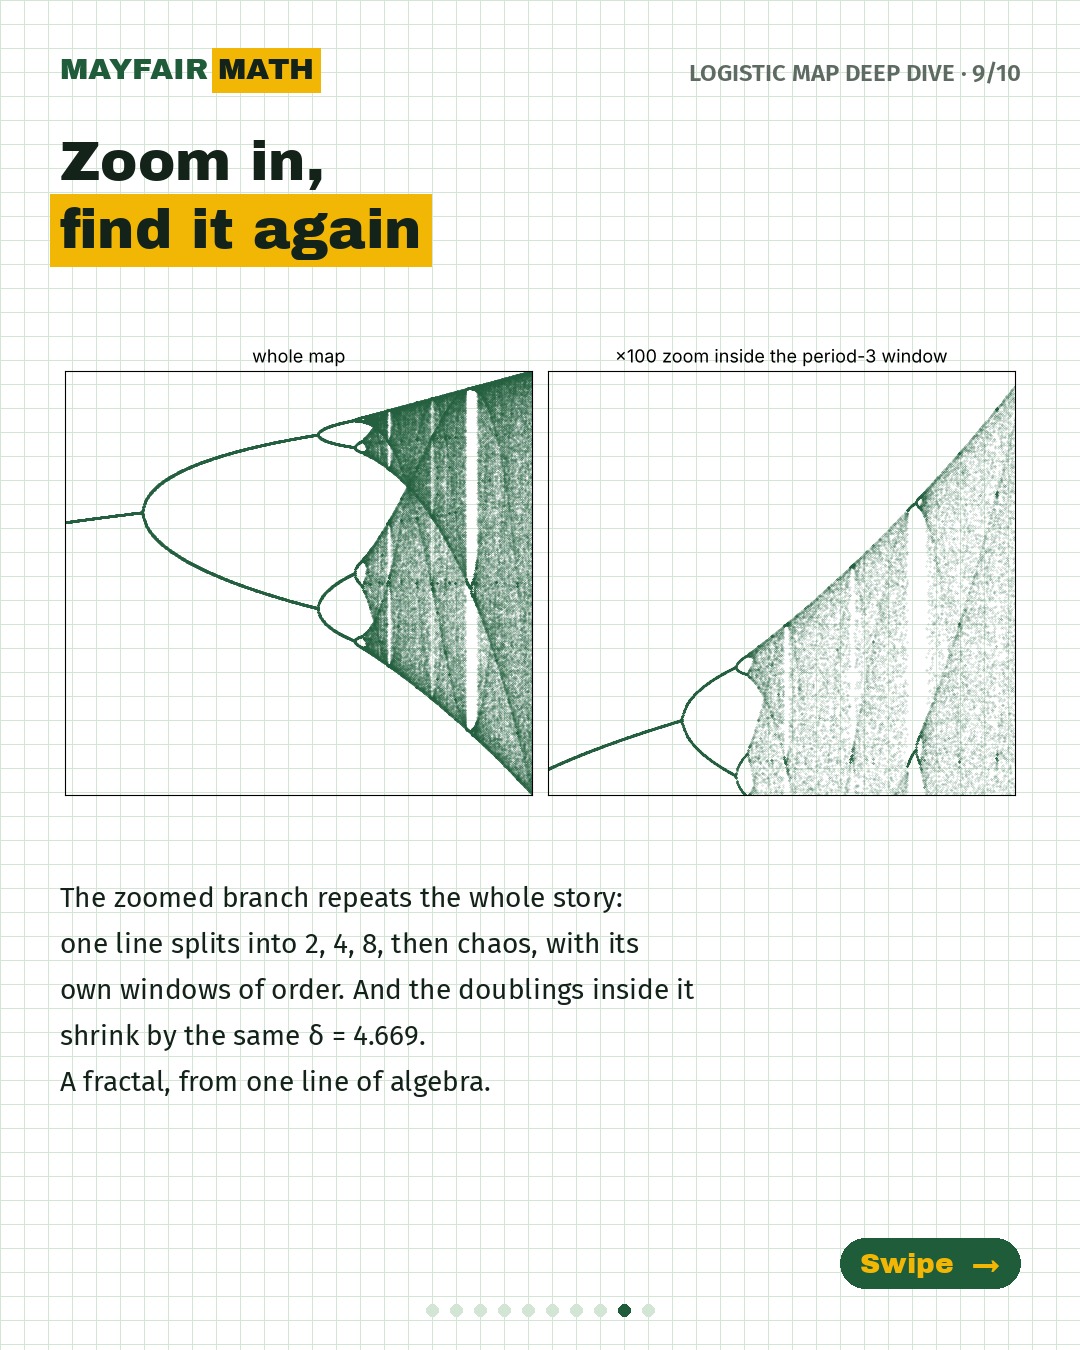 MAYFAIR MATH
LOGISTIC MAP DEEP DIVE · 9/10
Zoom in,
find it again
whole map
×100 zoom inside the period-3 window
The zoomed branch repeats the whole story:
one line splits into 2, 4, 8, then chaos, with its
own windows of order. And the doublings inside it
shrink by the same δ = 4.669.
A fractal, from one line of algebra.
Swipe →